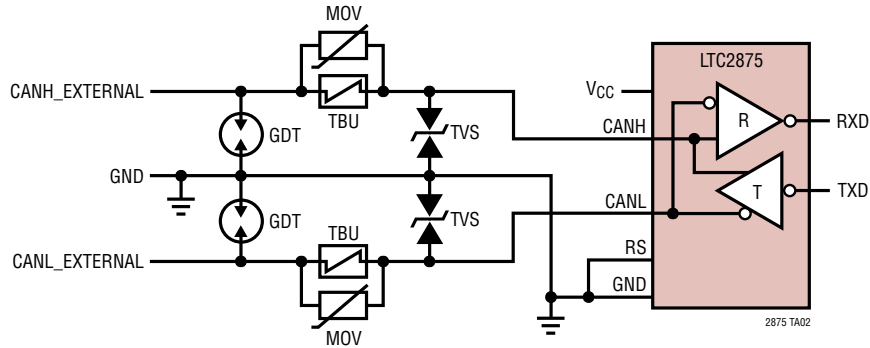 MOV
LTC2875
CANH_EXTERNAL
VCC
TBU
R
RXD
CANH
GDT
TVS
GND
T
TXD
CANL
GDT
TVS
TBU
CANL_EXTERNAL
RS
GND
MOV
2875 TA02